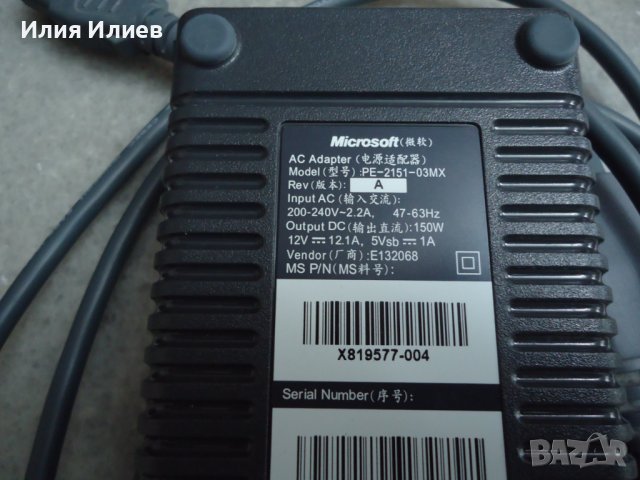 Илия Илиев
Microsoft(微软)
AC Adapter (电源适配器)
Model(型号):PE-2151-03MX
Rev(版本): A
Input AC (输入交流):
200-240V~2.2A, 47-63Hz
Output DC(输出直流):150W
12V⎓12.1A, 5Vsb⎓1A
Vendor(厂商):E132068
MS P/N(MS料号):
X819577-004
Serial Number(序号):
BAZAR